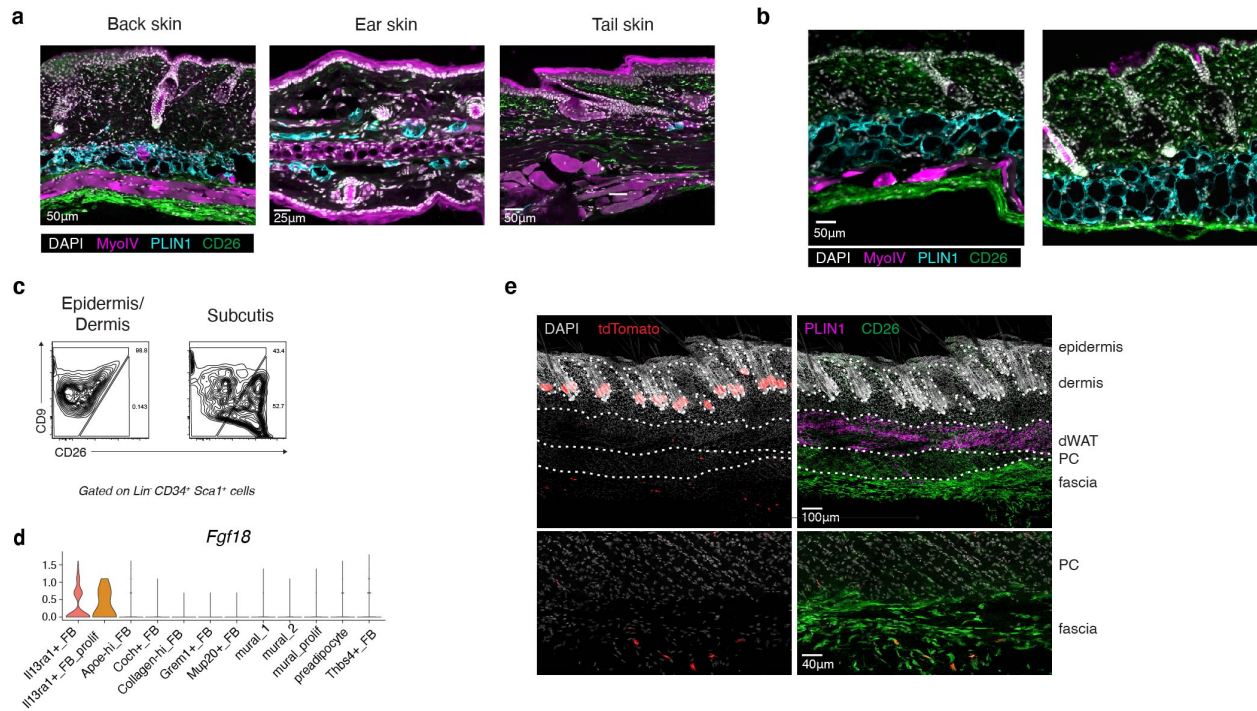 a
Back skin
Ear skin
Tail skin
50µm
25µm
50µm
DAPI MyoIV PLIN1 CD26
b
50µm
DAPI MyoIV PLIN1 CD26
c
Epidermis/
Dermis
Subcutis
98.8
0.143
43.4
52.7
CD9
CD26
Gated on Lin- CD34+ Sca1+ cells
d
Fgf18
1.5
1.0
0.5
0.0
Il13ra1+_FB
Il13ra1+_FB_prolif
Apoe-hi_FB
Coch+_FB
Collagen-hi_FB
Grem1+_FB
Mup20+_FB
mural_1
mural_2
mural_prolif
preadipocyte
Thbs4+_FB
e
DAPI tdTomato
PLIN1 CD26
epidermis
dermis
dWAT
PC
fascia
100µm
PC
fascia
40µm